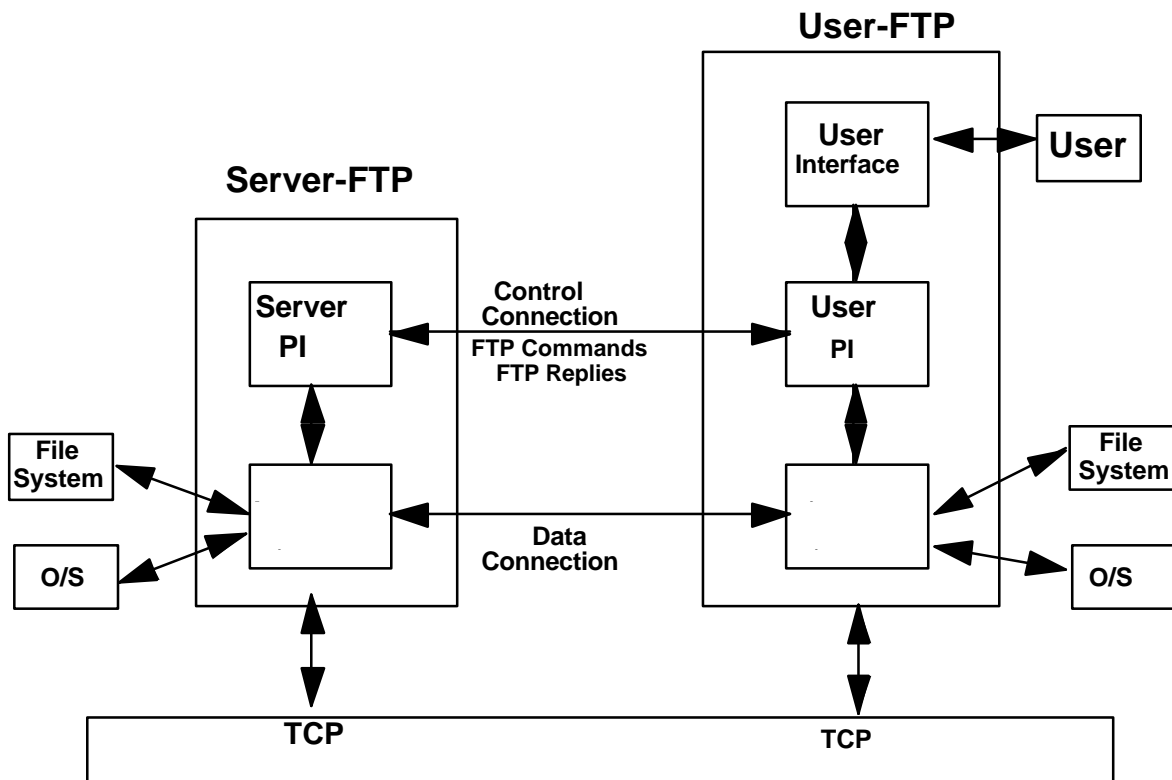 User-FTP
User
Interface
User
Server-FTP
Server
PI
Control
Connection
FTP Commands
FTP Replies
User
PI
File
System
File
System
Data
Connection
O/S
O/S
TCP
TCP